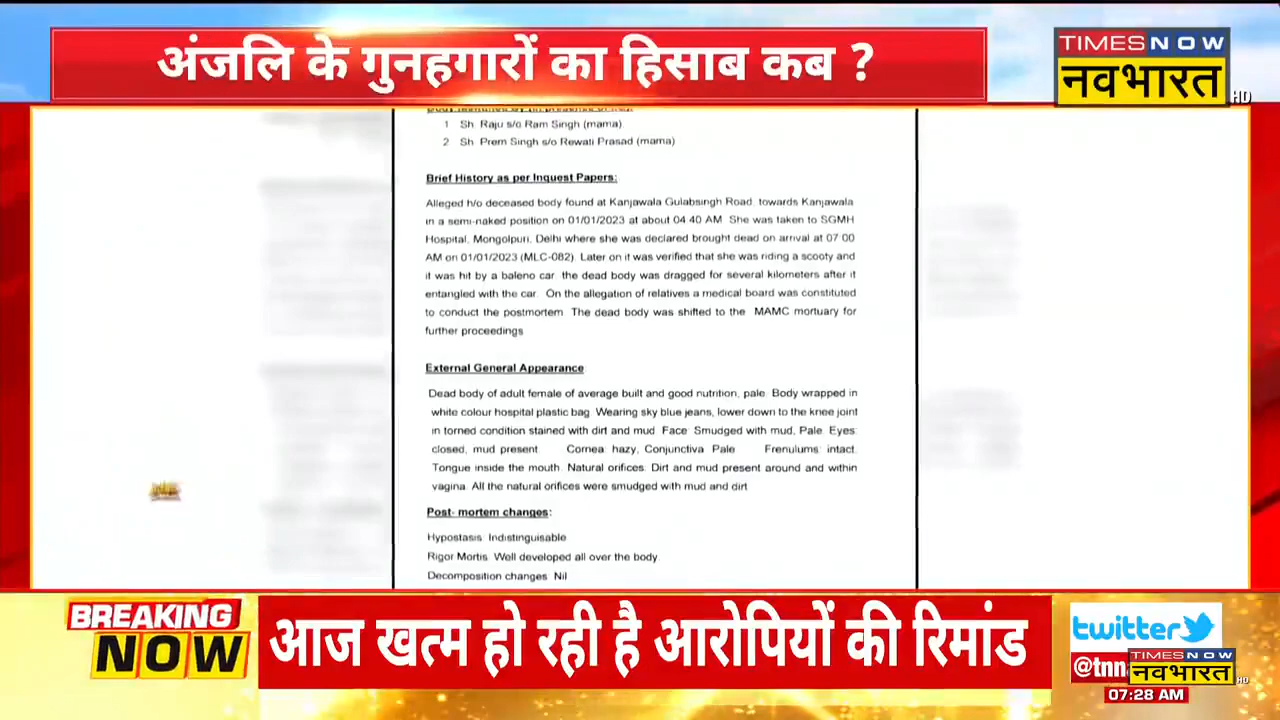 अंजलि के गुनहगारों का हिसाब कब ?
TIMES NOW
नवभारत
HD
1 Sh Raju s/o Ram Singh (mama)
2 Sh Prem Singh s/o Rewati Prasad (mama)
Brief History as per Inquest Papers:
Alleged h/o deceased body found at Kanjawala Gulabsingh Road towards Kanjawala
in a semi-naked position on 01/01/2023 at about 04 40 AM She was taken to SGMH
Hospital, Mongolpuri, Delhi where she was declared brought dead on arrival at 07 00
AM on 01/01/2023 (MLC-082). Later on it was verified that she was riding a scooty and
it was hit by a baleno car the dead body was dragged for several kilometers after it
entangled with the car. On the allegation of relatives a medical board was constituted
to conduct the postmortem The dead body was shifted to the MAMC mortuary for
further proceedings
External General Appearance
Dead body of adult female of average built and good nutrition, pale Body wrapped in
white colour hospital plastic bag Wearing sky blue jeans, lower down to the knee joint
in torned condition stained with dirt and mud Face Smudged with mud, Pale Eyes:
closed, mud present Cornea hazy, Conjunctiva Pale Frenulums intact.
Tongue inside the mouth Natural orifices Dirt and mud present around and within
vagina. All the natural orifices were smudged with mud and dirt
Post- mortem changes:
Hypostasis Indistinguisable
Rigor Mortis Well developed all over the body
Decomposition changes Nil
BREAKING
NOW
आज खत्म हो रही है आरोपियों की रिमांड
twitter
@tnn
TIMES NOW
नवभारत
HD
07:28 AM